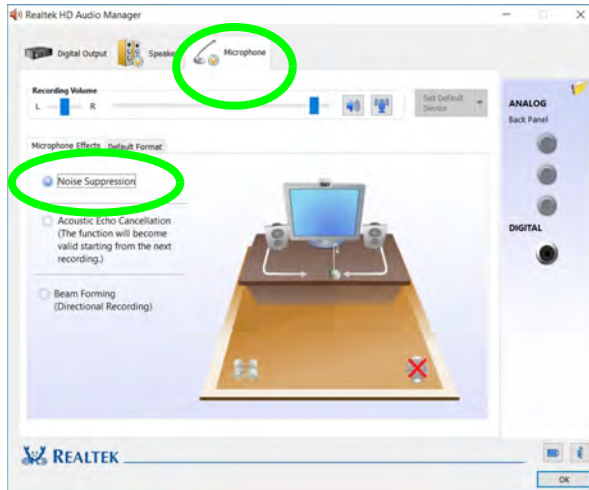 Realtek HD Audio Manager
Digital Output
Speake
Microphone
Recording Volume
L R
Set Default
Device
ANALOG
Back Panel
Microphone Effects Default Format
Noise Suppression
Acoustic Echo Cancellation
(The function will become
valid starting from the next
recording.)
DIGITAL
Beam Forming
(Directional Recording)
REALTEK
OK